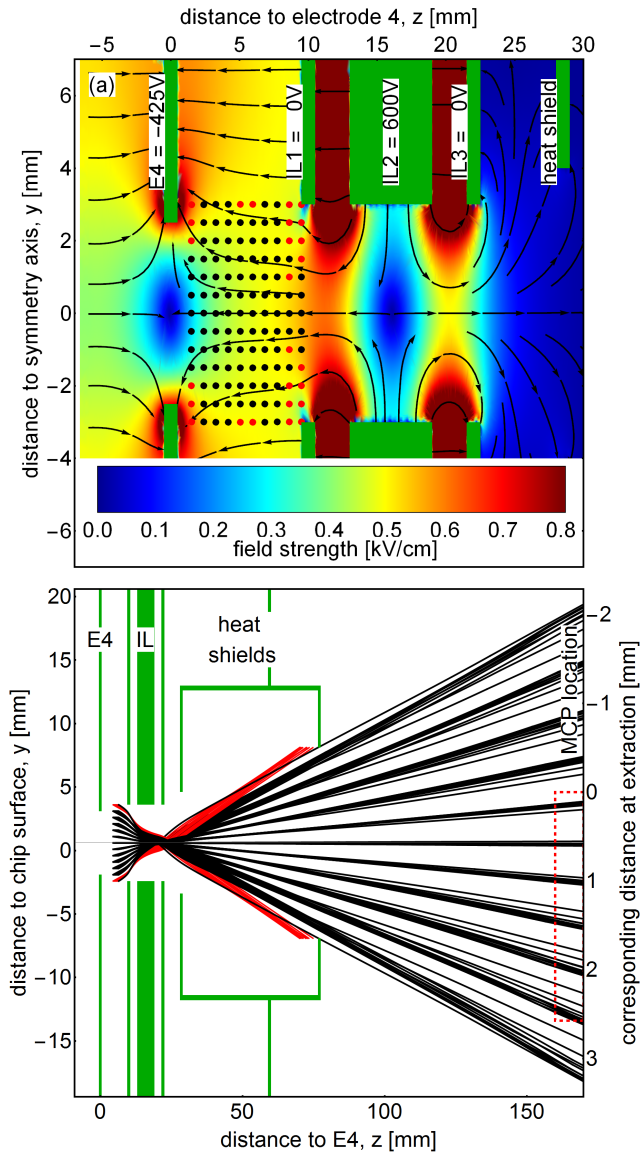 distance to electrode 4, z [mm]
−5 0 5 10 15 20 25 30
(a)
E4 = −425V
IL1 = 0V
IL2 = 600V
IL3 = 0V
heat shield
6
4
2
0
−2
−4
−6
distance to symmetry axis, y [mm]
0.0 0.1 0.2 0.3 0.4 0.5 0.6 0.7 0.8
field strength [kV/cm]
20
15
10
5
0
−5
−10
−15
distance to chip surface, y [mm]
E4
IL
heat
shields
MCP location
−2
−1
0
1
2
3
corresponding distance at extraction [mm]
0 50 100 150
distance to E4, z [mm]